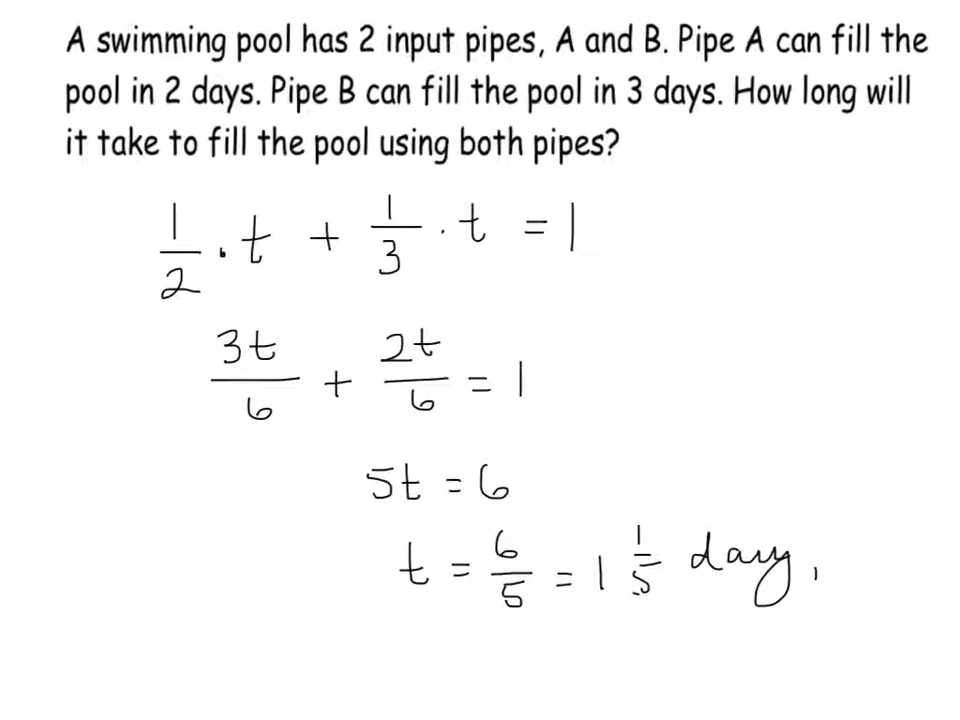 A swimming pool has 2 input pipes, A and B. Pipe A can fill the
pool in 2 days. Pipe B can fill the pool in 3 days. How long will
it take to fill the pool using both pipes?
1/2 · t + 1/3 · t = 1
3t/6 + 2t/6 = 1
5t = 6
t = 6/5 = 1 1/5 day,